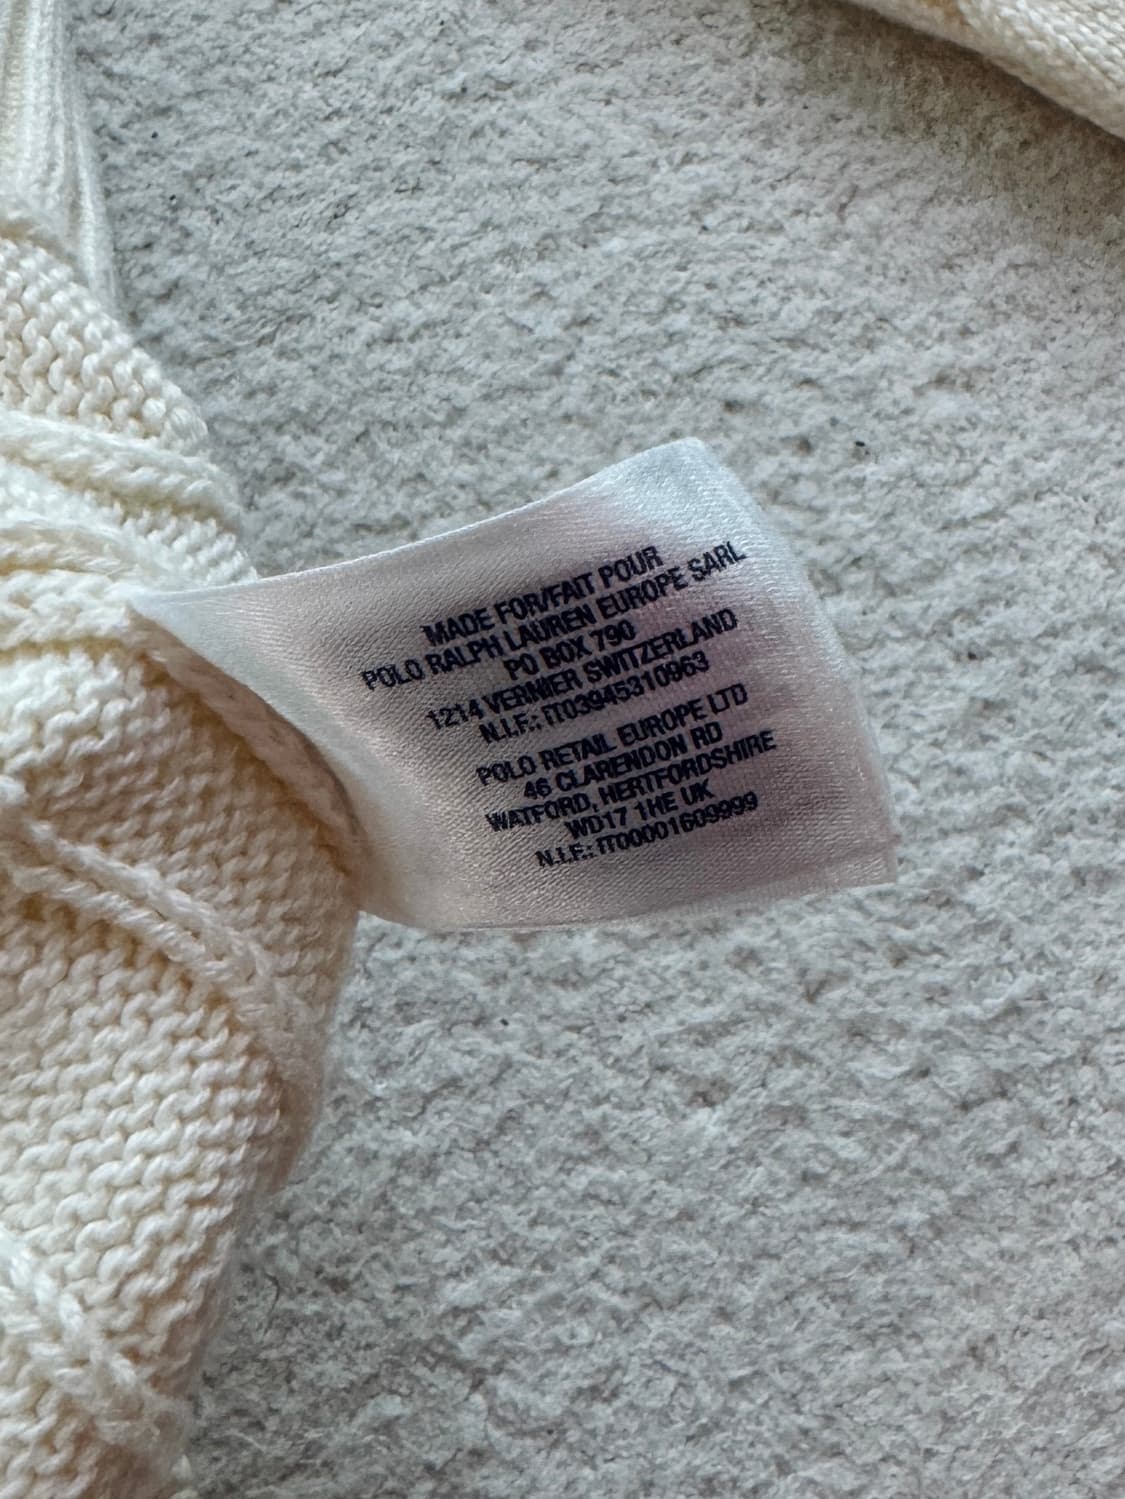 MADE FOR/FAIT POUR
POLO RALPH LAUREN EUROPE SARL
PO BOX 790
1214 VERNIER SWITZERLAND
N.I.F.: IT03945310963
POLO RETAIL EUROPE LTD
46 CLARENDON RD
WATFORD, HERTFORDSHIRE
WD17 1HE UK
N.I.F.: IT00001609999